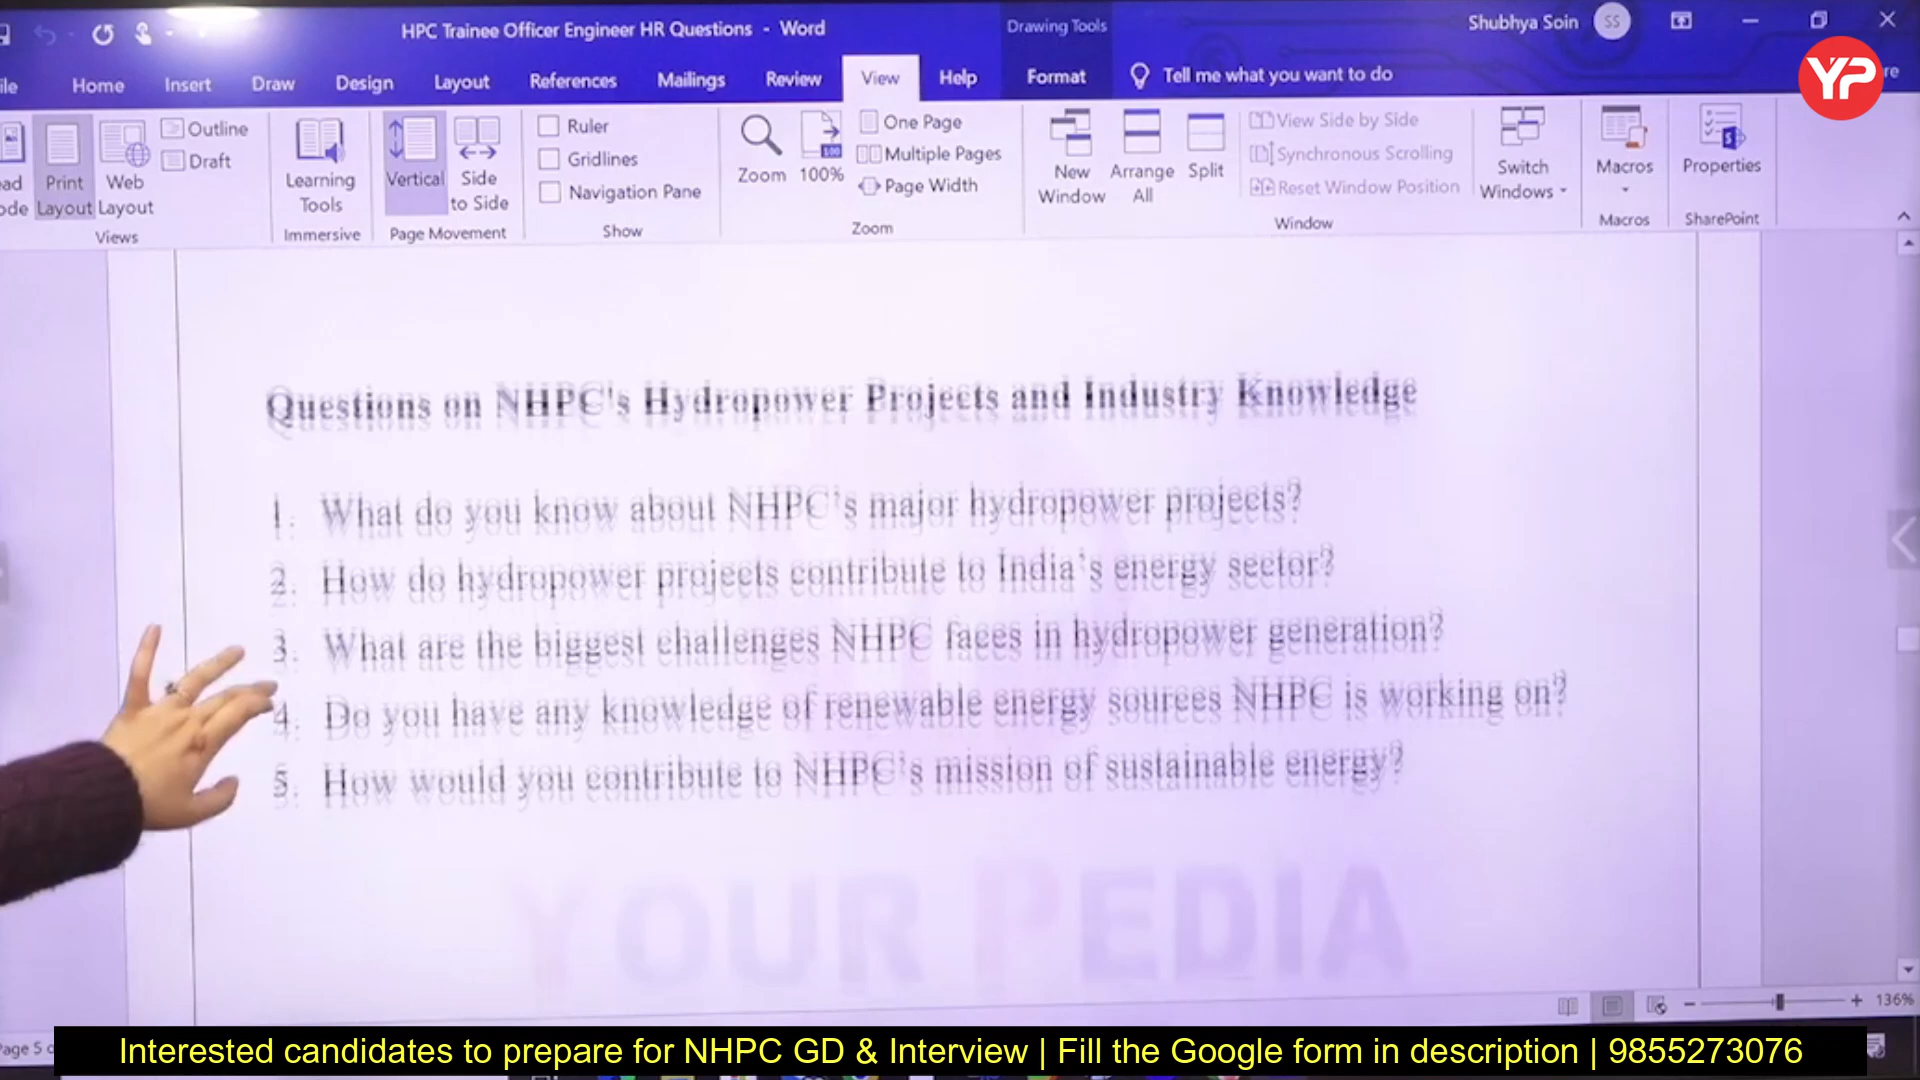 HPC Trainee Officer Engineer HR Questions - Word
Drawing Tools
Shubhya Soin
SS
YP
Home
Insert
Draw
Design
Layout
References
Mailings
Review
View
Help
Format
Tell me what you want to do
Print Layout
Web Layout
Outline
Draft
Views
Learning Tools
Immersive
Vertical
Side to Side
Page Movement
Ruler
Gridlines
Navigation Pane
Show
Zoom
100%
100
One Page
Multiple Pages
Page Width
Zoom
New Window
Arrange All
Split
View Side by Side
Synchronous Scrolling
Reset Window Position
Switch Windows
Window
Macros
Macros
Properties
SharePoint
Questions on NHPC's Hydropower Projects and Industry Knowledge
1. What do you know about NHPC's major hydropower projects?
2. How do hydropower projects contribute to India's energy sector?
3. What are the biggest challenges NHPC faces in hydropower generation?
4. Do you have any knowledge of renewable energy sources NHPC is working on?
5. How would you contribute to NHPC's mission of sustainable energy?
YOUR PEDIA
136%
Page 5
Interested candidates to prepare for NHPC GD & Interview | Fill the Google form in description | 9855273076